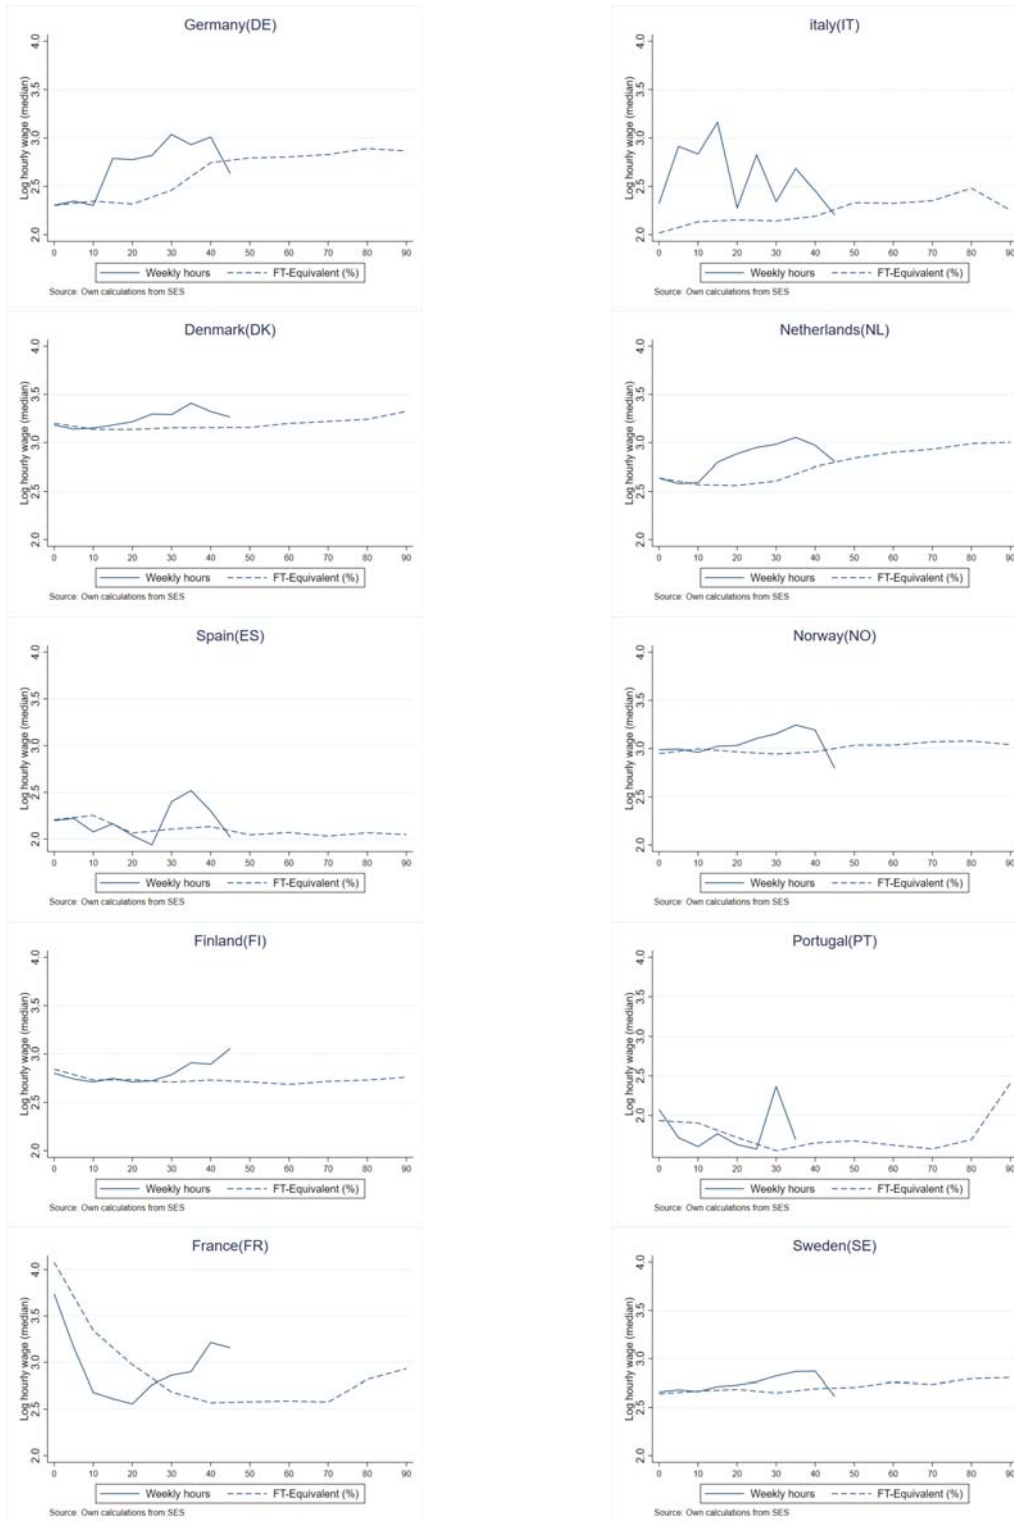 Germany(DE)
Log hourly wage (median)
2.0 2.5 3.0 3.5 4.0
0 10 20 30 40 50 60 70 80 90
Weekly hours FT-Equivalent (%)
Source: Own calculations from SES
italy(IT)
Log hourly wage (median)
2.0 2.5 3.0 3.5 4.0
0 10 20 30 40 50 60 70 80 90
Weekly hours FT-Equivalent (%)
Source: Own calculations from SES
Denmark(DK)
Log hourly wage (median)
2.0 2.5 3.0 3.5 4.0
0 10 20 30 40 50 60 70 80 90
Weekly hours FT-Equivalent (%)
Source: Own calculations from SES
Netherlands(NL)
Log hourly wage (median)
2.0 2.5 3.0 3.5 4.0
0 10 20 30 40 50 60 70 80 90
Weekly hours FT-Equivalent (%)
Source: Own calculations from SES
Spain(ES)
Log hourly wage (median)
2.0 2.5 3.0 3.5 4.0
0 10 20 30 40 50 60 70 80 90
Weekly hours FT-Equivalent (%)
Source: Own calculations from SES
Norway(NO)
Log hourly wage (median)
2.0 2.5 3.0 3.5 4.0
0 10 20 30 40 50 60 70 80 90
Weekly hours FT-Equivalent (%)
Source: Own calculations from SES
Finland(FI)
Log hourly wage (median)
2.0 2.5 3.0 3.5 4.0
0 10 20 30 40 50 60 70 80 90
Weekly hours FT-Equivalent (%)
Source: Own calculations from SES
Portugal(PT)
Log hourly wage (median)
2.0 2.5 3.0 3.5 4.0
0 10 20 30 40 50 60 70 80 90
Weekly hours FT-Equivalent (%)
Source: Own calculations from SES
France(FR)
Log hourly wage (median)
2.0 2.5 3.0 3.5 4.0
0 10 20 30 40 50 60 70 80 90
Weekly hours FT-Equivalent (%)
Source: Own calculations from SES
Sweden(SE)
Log hourly wage (median)
2.0 2.5 3.0 3.5 4.0
0 10 20 30 40 50 60 70 80 90
Weekly hours FT-Equivalent (%)
Source: Own calculations from SES